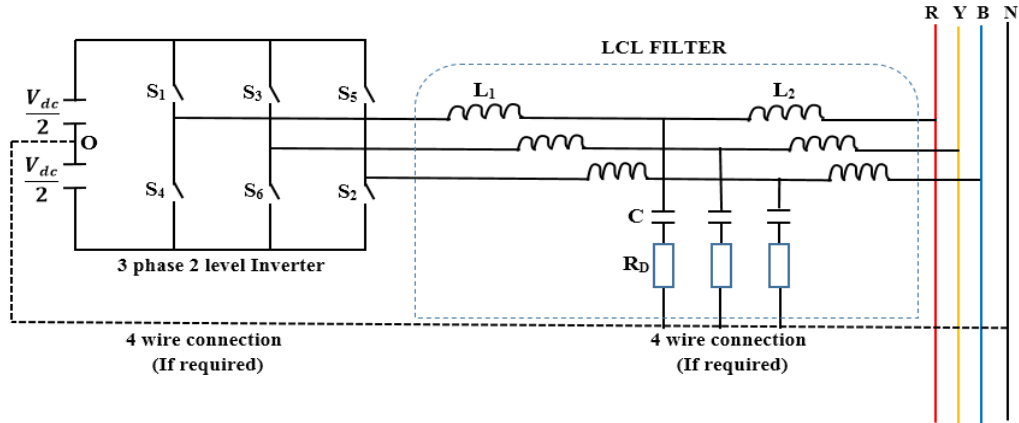 R Y B N
LCL FILTER
S1 S3 S5
L1 L2
Vdc
2
O
Vdc
2
S4 S6 S2
C
RD
3 phase 2 level Inverter
4 wire connection
(If required)
4 wire connection
(If required)